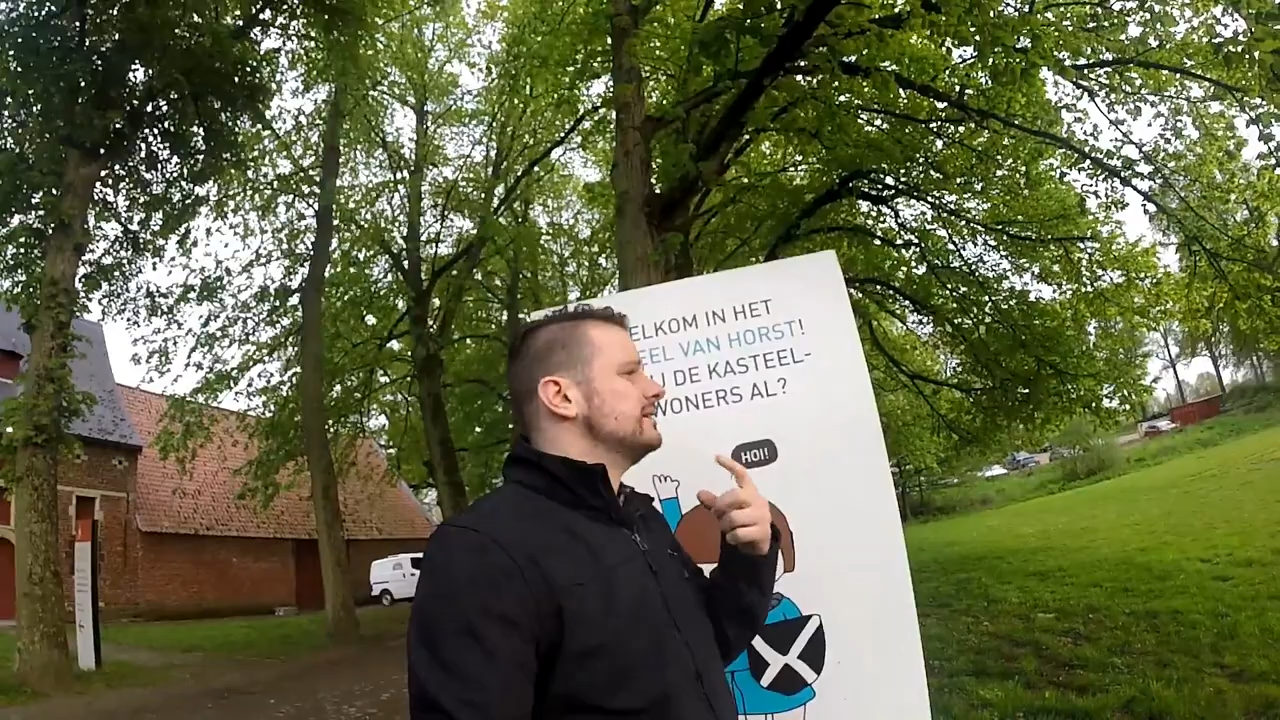 ELKOM IN HET
EEL VAN HORST!
J DE KASTEEL-
WONERS AL?
HOI!